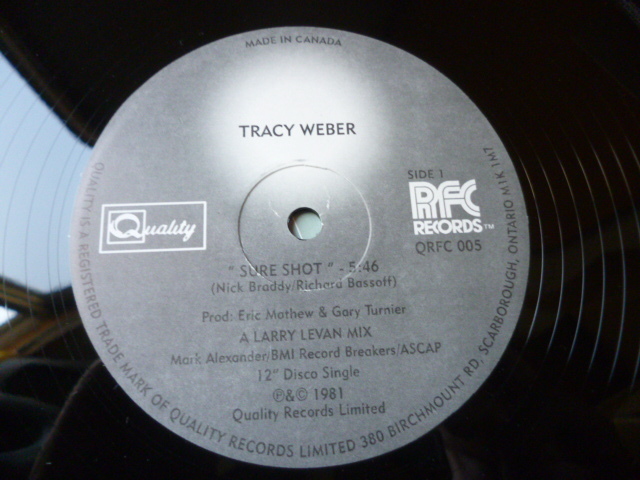 MADE IN CANADA
TRACY WEBER
SIDE 1
Quality
RFC
RECORDS™
QRFC 005
" SURE SHOT " - 5:46
(Nick Braddy/Richard Bassoff)
Prod: Eric Mathew & Gary Turnier
A LARRY LEVAN MIX
Mark Alexander/BMI Record Breakers/ASCAP
12" Disco Single
℗&© 1981
Quality Records Limited
QUALITY IS A REGISTERED TRADE MARK OF QUALITY RECORDS LIMITED 380 BIRCHMOUNT RD, SCARBOROUGH, ONTARIO M1K 1M7